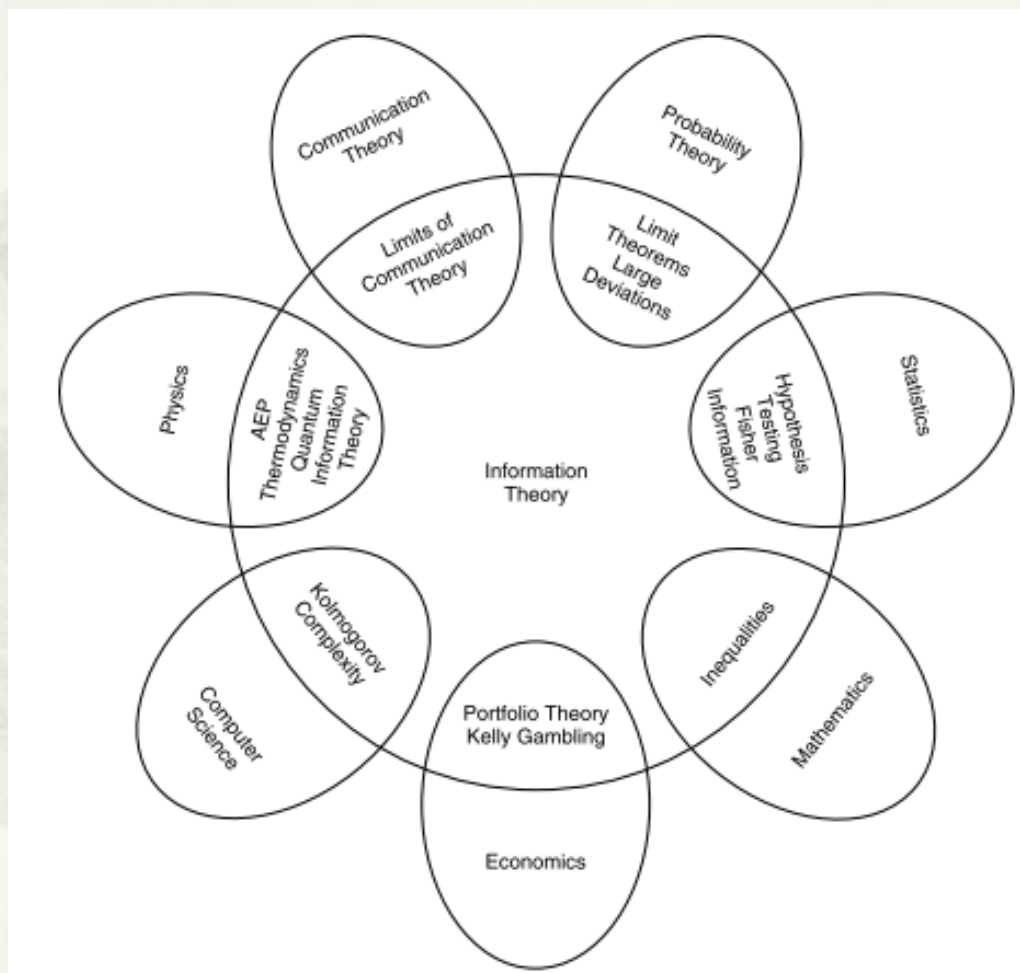 Communication
Theory
Probability
Theory
Limits of
Communication
Theory
Limit
Theorems
Large
Deviations
Physics
AEP
Thermodynamics
Quantum
Information
Theory
Information
Theory
Hypothesis
Testing
Fisher
Information
Statistics
Kolmogorov
Complexity
Inequalities
Computer
Science
Portfolio Theory
Kelly Gambling
Mathematics
Economics